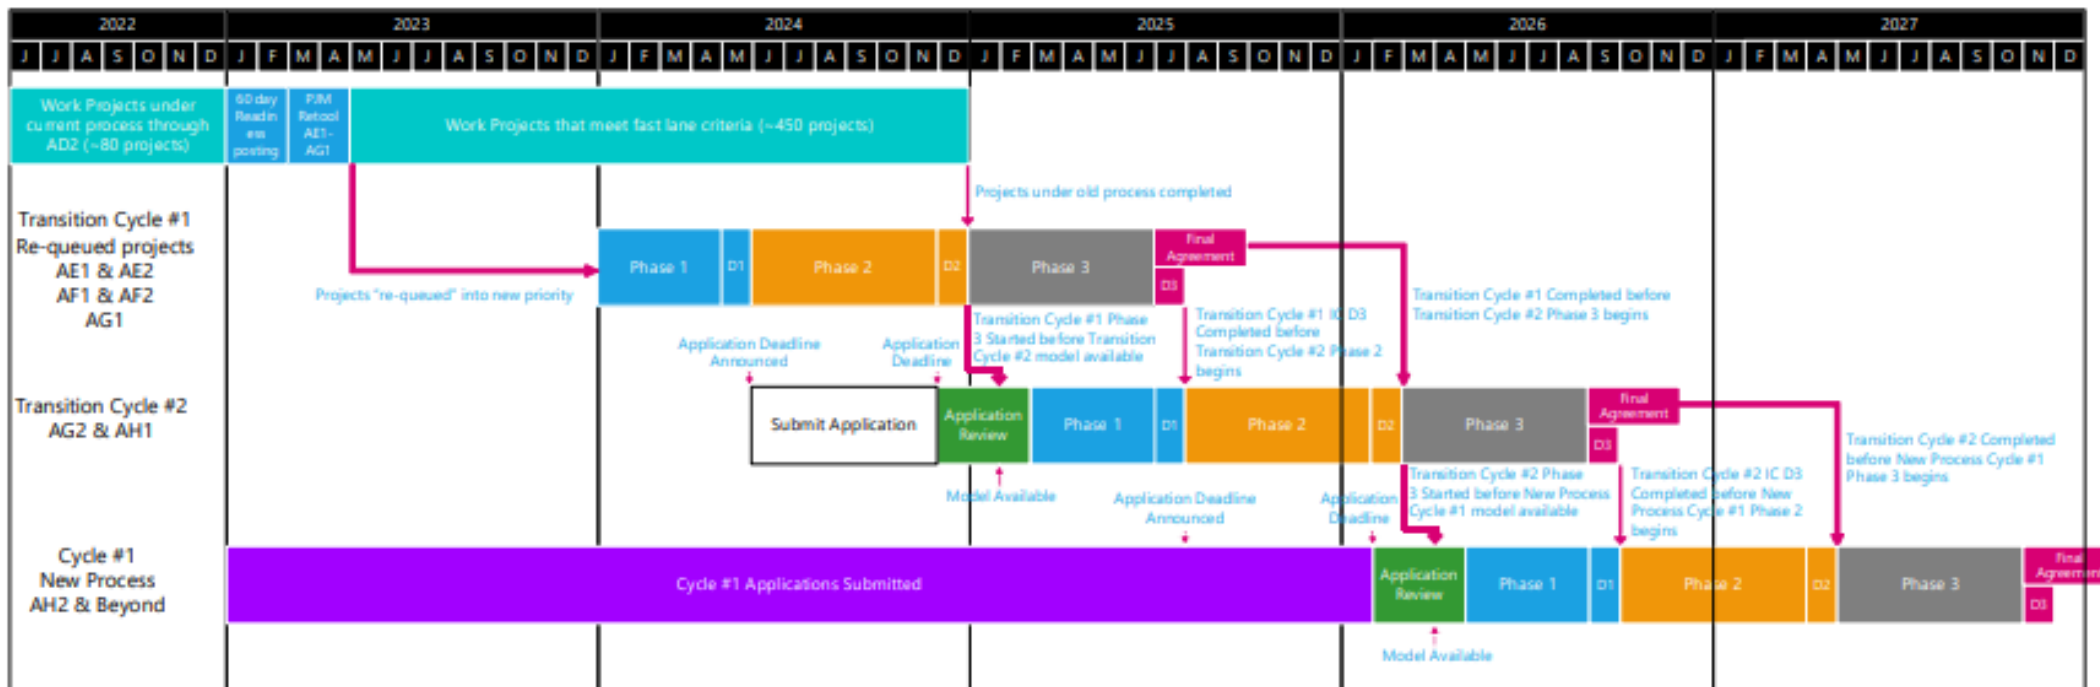 2022 2023 2024 2025 2026 2027
J J A S O N D J F M A M J J A S O N D J F M A M J J A S O N D J F M A M J J A S O N D J F M A M J J A S O N D J F M A M J J A S O N D
Work Projects under
current process through
AD2 (~80 projects)
60 day
Readin
ess
posting
PJM
Retool
AE1-
AG1
Work Projects that meet fast lane criteria (~450 projects)
Projects under old process completed
Transition Cycle #1
Re-queued projects
AE1 & AE2
AF1 & AF2
AG1
Projects "re-queued" into new priority
Phase 1
D1
Phase 2
D2
Phase 3
Final
Agreement
D3
Transition Cycle #1 Phase
3 Started before Transition
Cycle #2 model available
Transition Cycle #1 IC D3
Completed before
Transition Cycle #2 Phase 2
begins
Transition Cycle #1 Completed before
Transition Cycle #2 Phase 3 begins
Application Deadline
Announced
Application
Deadline
Transition Cycle #2
AG2 & AH1
Submit Application
Application
Review
Phase 1
D1
Phase 2
D2
Phase 3
Final
Agreement
D3
Model Available
Application Deadline
Announced
Application
Deadline
Transition Cycle #2 Phase
3 Started before New Process
Cycle #1 model available
Transition Cycle #2 IC D3
Completed before New
Process Cycle #1 Phase 2
begins
Transition Cycle #2 Completed
before New Process Cycle #1
Phase 3 begins
Cycle #1
New Process
AH2 & Beyond
Cycle #1 Applications Submitted
Application
Review
Phase 1
D1
Phase 2
D2
Phase 3
Final
Agreemen
D3
Model Available